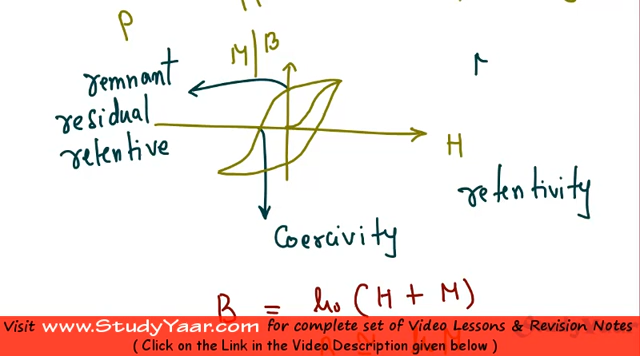 P
M|B
remnant
residual
retentive
H
retentivity
Coercivity
B = μ₀ (H + M)
Visit www.StudyYaar.com for complete set of Video Lessons & Revision Notes
( Click on the Link in the Video Description given below )